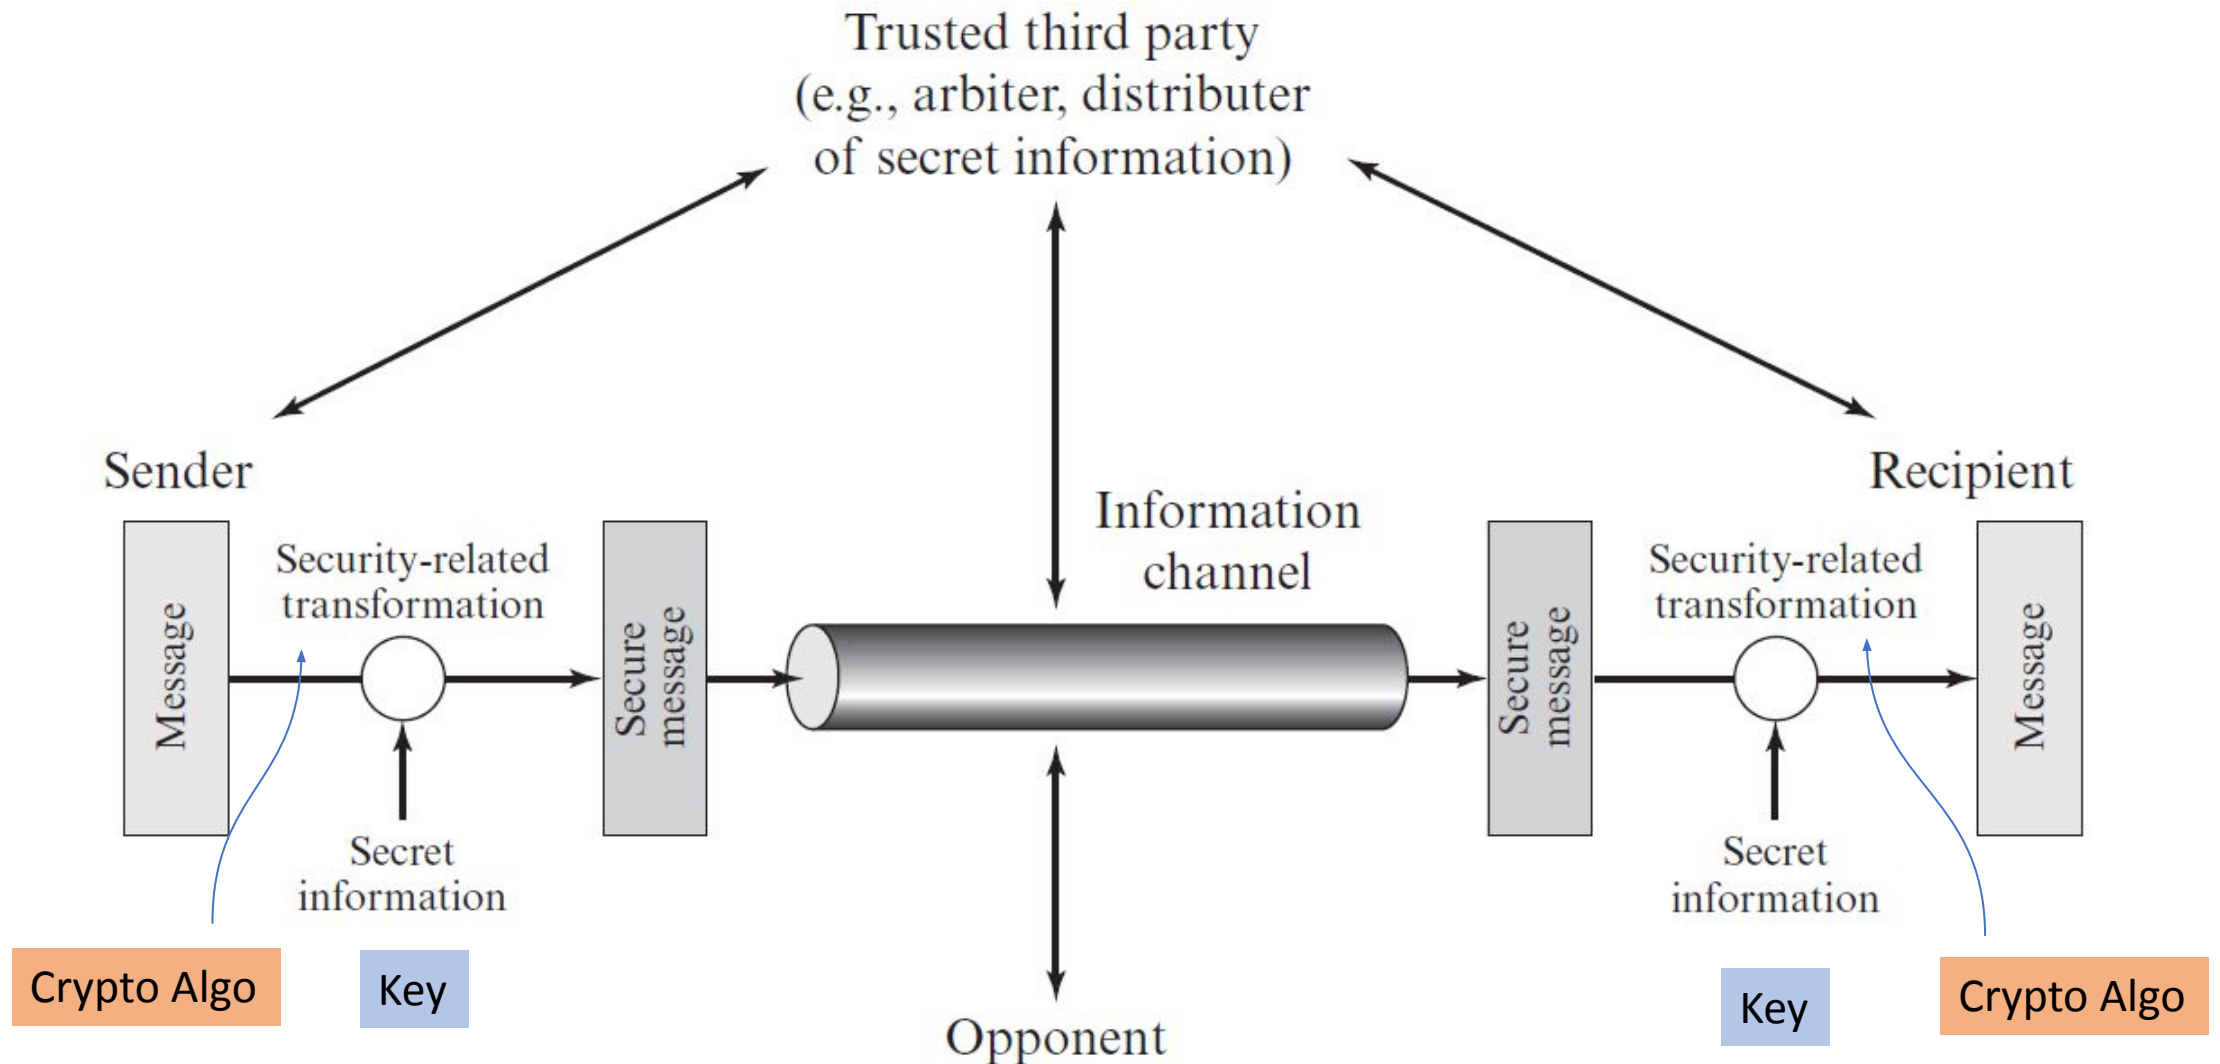 Trusted third party
(e.g., arbiter, distributer
of secret information)
Sender
Recipient
Information
channel
Security-related
transformation
Security-related
transformation
Message
Secure
message
Secure
message
Message
Secret
information
Secret
information
Crypto Algo
Key
Key
Crypto Algo
Opponent